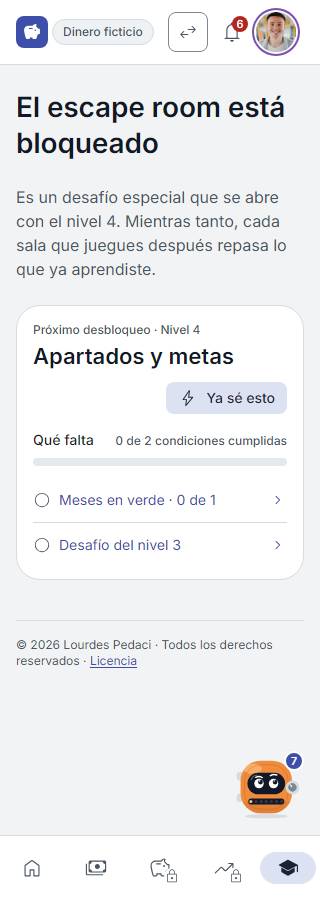 Dinero ficticio
6
El escape room está
bloqueado
Es un desafío especial que se abre
con el nivel 4. Mientras tanto, cada
sala que juegues después repasa lo
que ya aprendiste.
Próximo desbloqueo · Nivel 4
Apartados y metas
Ya sé esto
Qué falta
0 de 2 condiciones cumplidas
Meses en verde · 0 de 1
Desafío del nivel 3
© 2026 Lourdes Pedaci · Todos los derechos
reservados · Licencia
7